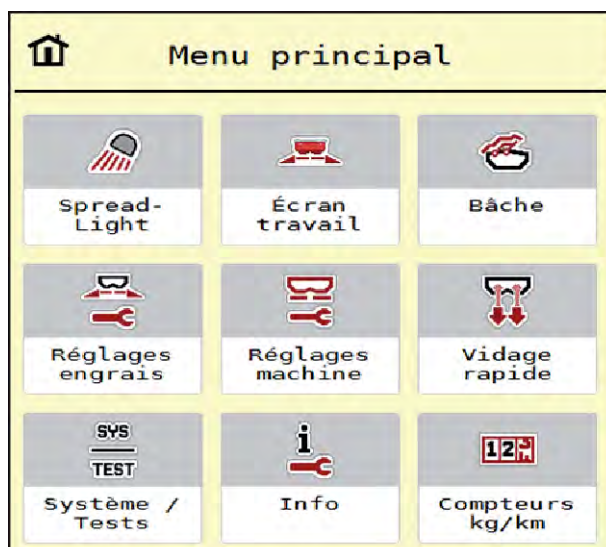 Menu principal
Spread-
Light
Écran
travail
Bâche
Réglages
engrais
Réglages
machine
Vidage
rapide
SYS
TEST
Système /
Tests
i
Info
12
Compteurs
kg/km